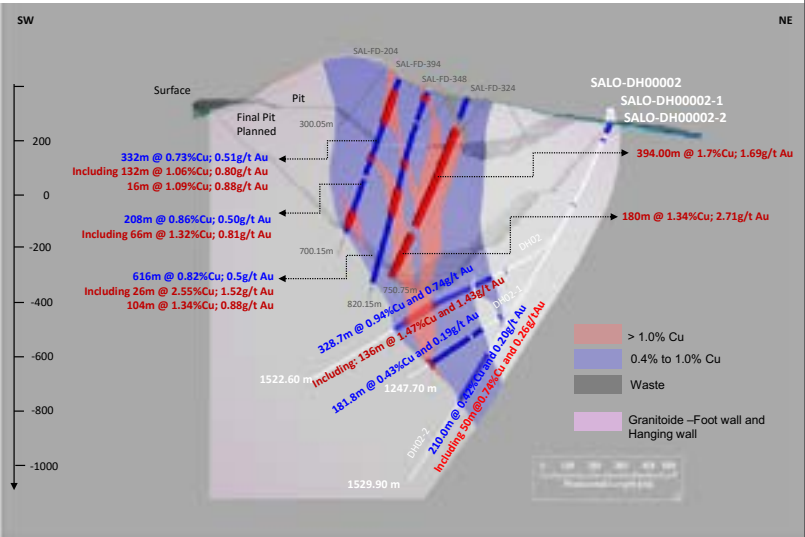 SW
NE
SAL-FD-204
SAL-FD-394
SAL-FD-348
SAL-FD-324
SALO-DH00002
SALO-DH00002-1
SALO-DH00002-2
Surface
Pit
Final Pit
Planned
300.05m
200
0
-200
-400
-600
-800
-1000
332m @ 0.73%Cu; 0.51g/t Au
Including 132m @ 1.06%Cu; 0.80g/t Au
16m @ 1.09%Cu; 0.88g/t Au
208m @ 0.86%Cu; 0.50g/t Au
Including 66m @ 1.32%Cu; 0.81g/t Au
616m @ 0.82%Cu; 0.5g/t Au
Including 26m @ 2.55%Cu; 1.52g/t Au
104m @ 1.34%Cu; 0.88g/t Au
394.00m @ 1.7%Cu; 1.69g/t Au
180m @ 1.34%Cu; 2.71g/t Au
700.15m
750.75m
820.15m
DH02
DH02-1
DH02-2
328.7m @ 0.94%Cu and 0.74g/t Au
Including: 136m @ 1.47%Cu and 1.43g/t Au
181.8m @ 0.43%Cu and 0.19g/t Au
210.0m @ 0.42%Cu and 0.20g/t Au
Including 50m@0.74%Cu and 0.26g/tAu
1522.60 m
1247.70 m
1529.90 m
> 1.0% Cu
0.4% to 1.0% Cu
Waste
Granitoide –Foot wall and
Hanging wall